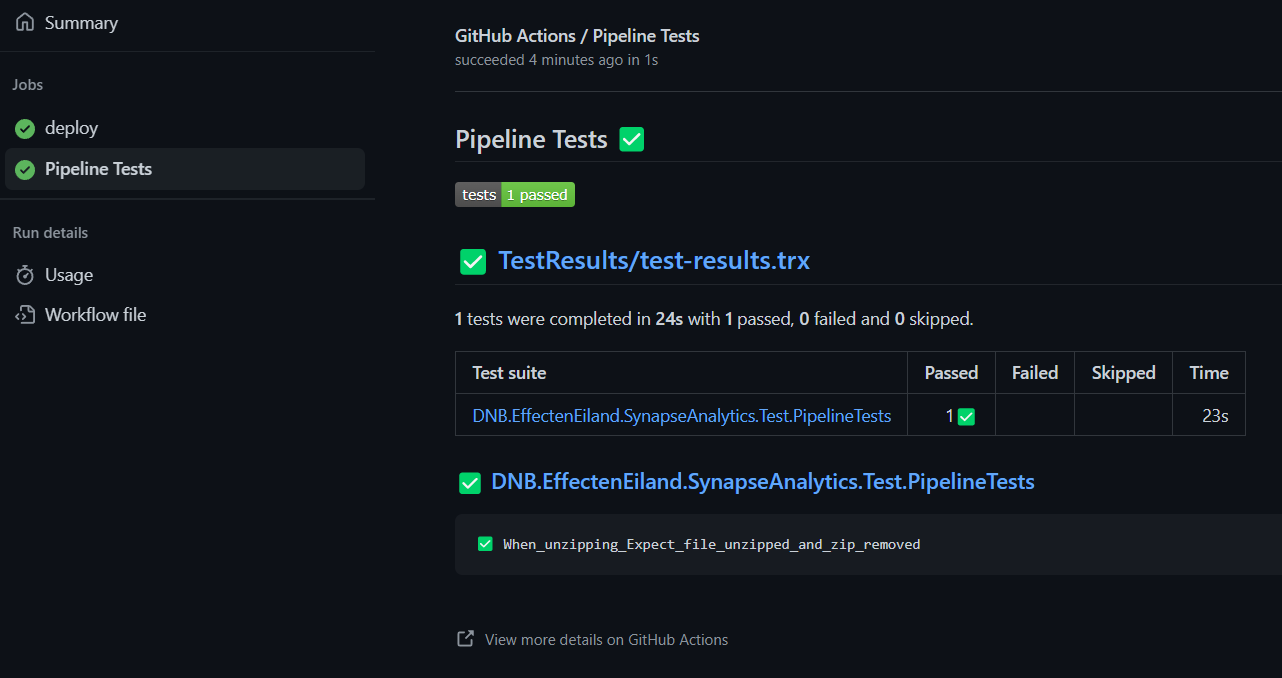 Summary
Jobs
deploy
Pipeline Tests
Run details
Usage
Workflow file
GitHub Actions / Pipeline Tests
succeeded 4 minutes ago in 1s
Pipeline Tests
tests 1 passed
TestResults/test-results.trx
1 tests were completed in 24s with 1 passed, 0 failed and 0 skipped.
Test suite Passed Failed Skipped Time
DNB.EffectenEiland.SynapseAnalytics.Test.PipelineTests 1 23s
DNB.EffectenEiland.SynapseAnalytics.Test.PipelineTests
When_unzipping_Expect_file_unzipped_and_zip_removed
View more details on GitHub Actions